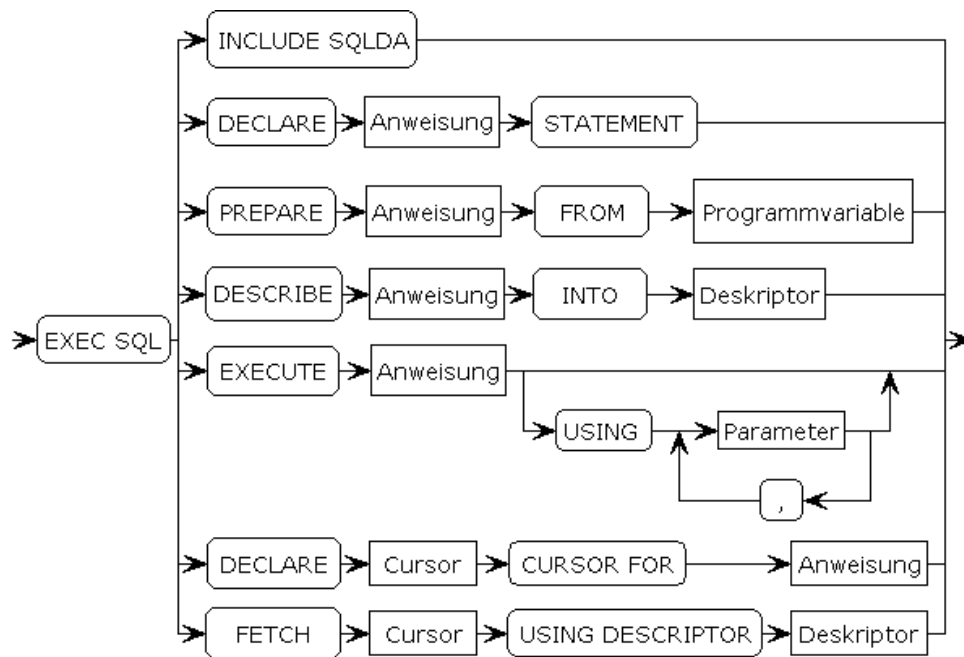 INCLUDE SQLDA
DECLARE Anweisung STATEMENT
PREPARE Anweisung FROM Programmvariable
DESCRIBE Anweisung INTO Deskriptor
EXEC SQL
EXECUTE Anweisung
USING Parameter
,
DECLARE Cursor CURSOR FOR Anweisung
FETCH Cursor USING DESCRIPTOR Deskriptor